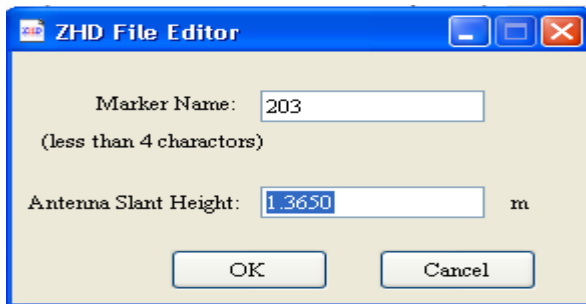 ZHD File Editor
Marker Name: 203
(less than 4 charactors)
Antenna Slant Height: 1.3650 m
OK Cancel